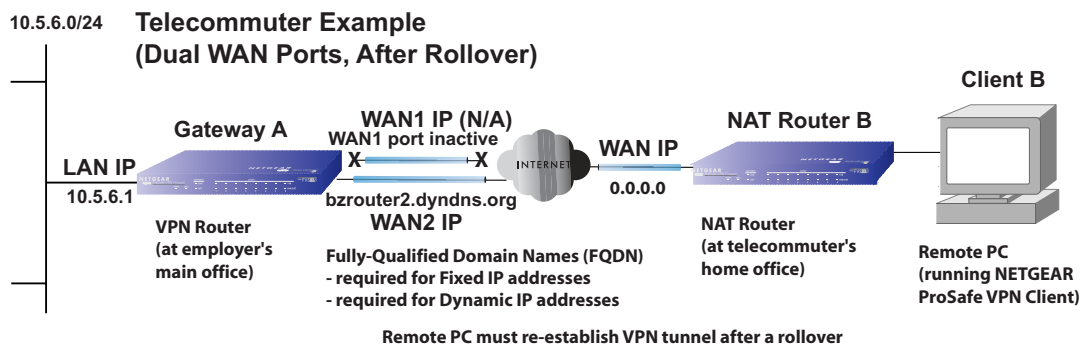 10.5.6.0/24
Telecommuter Example
(Dual WAN Ports, After Rollover)
Client B
Gateway A
WAN1 IP (N/A)
WAN1 port inactive
NAT Router B
X
X
LAN IP
NETGEAR
NETGEAR
INTERNET
WAN IP
NETGEAR
NETGEAR
10.5.6.1
bzrouter2.dyndns.org
0.0.0.0
WAN2 IP
VPN Router
(at employer's
main office)
Fully-Qualified Domain Names (FQDN)
- required for Fixed IP addresses
- required for Dynamic IP addresses
NAT Router
(at telecommuter's
home office)
Remote PC
(running NETGEAR
ProSafe VPN Client)
Remote PC must re-establish VPN tunnel after a rollover